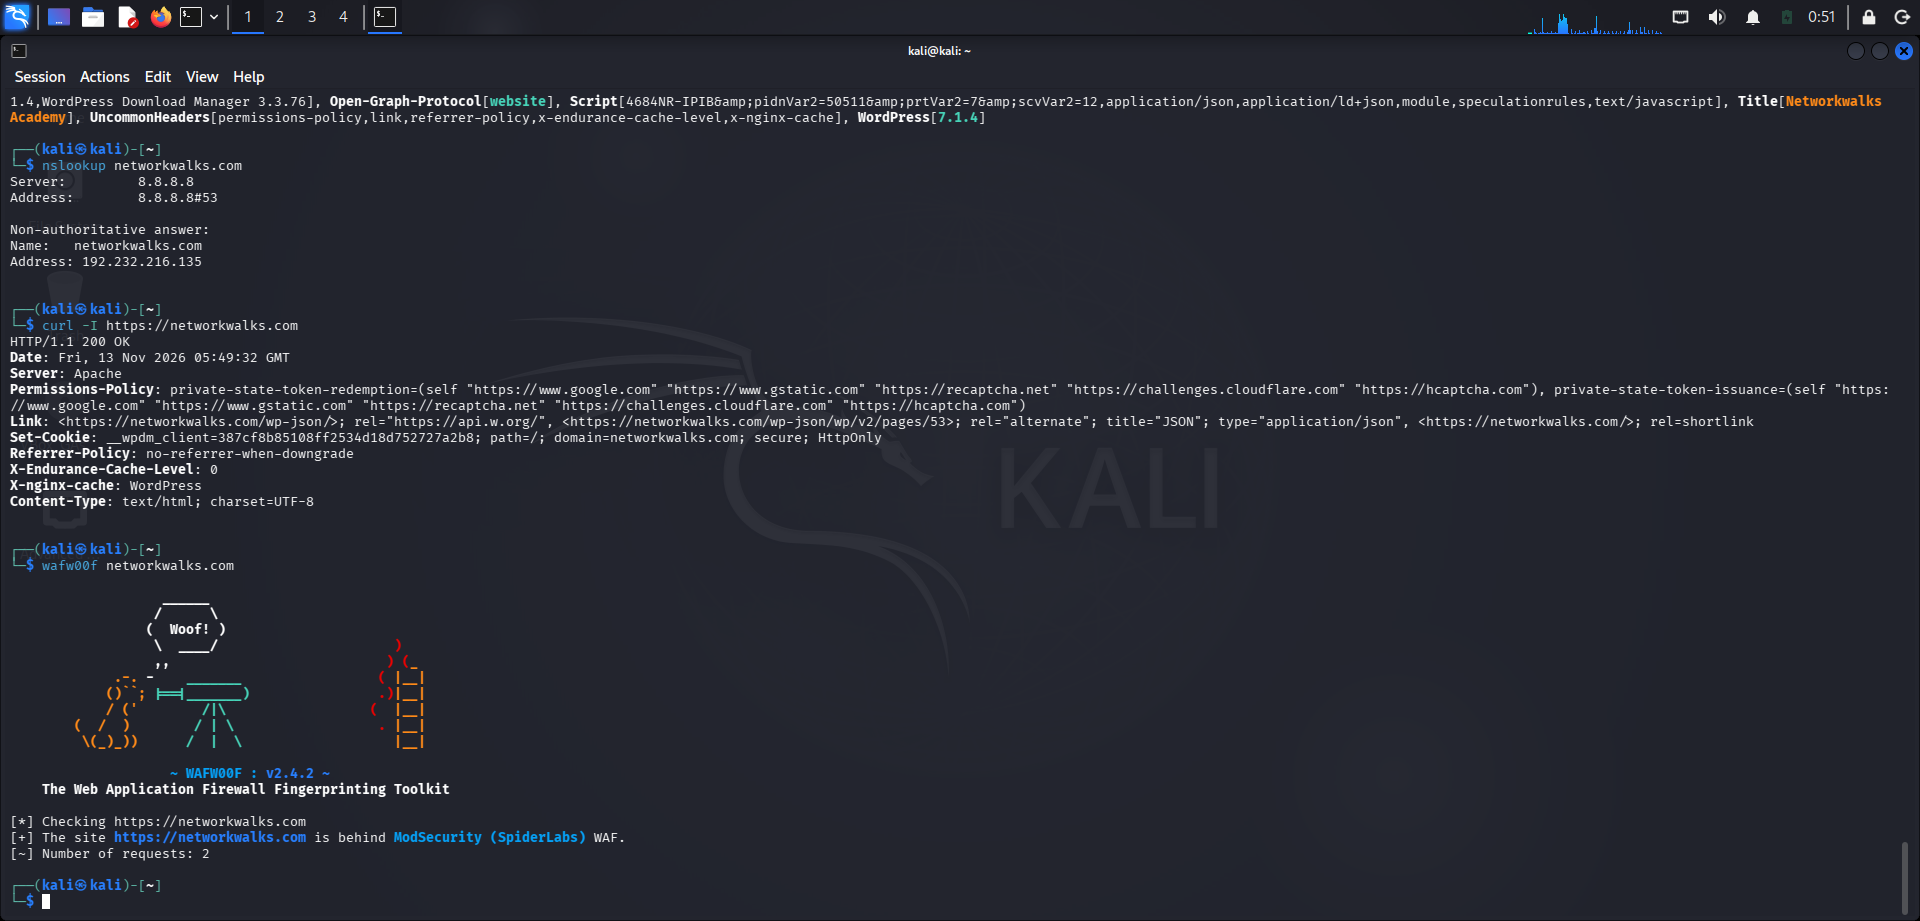 1 2 3 4 0:51
kali@kali: ~
Session Actions Edit View Help
1.4,WordPress Download Manager 3.3.76], Open-Graph-Protocol[website], Script[4684NR-IPIB&amp;pidnVar2=50511&amp;prtVar2=7&amp;scvVar2=12,application/json,application/ld+json,module,speculationrules,text/javascript], Title[Networkwalks
Academy], UncommonHeaders[permissions-policy,link,referrer-policy,x-endurance-cache-level,x-nginx-cache], WordPress[7.1.4]
┌──(kali㉿kali)-[~]
└─$ nslookup networkwalks.com
Server:         8.8.8.8
Address:        8.8.8.8#53
Non-authoritative answer:
Name:   networkwalks.com
Address: 192.232.216.135
┌──(kali㉿kali)-[~]
└─$ curl -I https://networkwalks.com
HTTP/1.1 200 OK
Date: Fri, 13 Nov 2026 05:49:32 GMT
Server: Apache
Permissions-Policy: private-state-token-redemption=(self "https://www.google.com" "https://www.gstatic.com" "https://recaptcha.net" "https://challenges.cloudflare.com" "https://hcaptcha.com"), private-state-token-issuance=(self "https:
//www.google.com" "https://www.gstatic.com" "https://recaptcha.net" "https://challenges.cloudflare.com" "https://hcaptcha.com")
Link: <https://networkwalks.com/wp-json/>; rel="https://api.w.org/", <https://networkwalks.com/wp-json/wp/v2/pages/53>; rel="alternate"; title="JSON"; type="application/json", <https://networkwalks.com/>; rel=shortlink
Set-Cookie: __wpdm_client=387cf8b85108ff2534d18d752727a2b8; path=/; domain=networkwalks.com; secure; HttpOnly
Referrer-Policy: no-referrer-when-downgrade
X-Endurance-Cache-Level: 0
X-nginx-cache: WordPress
Content-Type: text/html; charset=UTF-8
KALI
┌──(kali㉿kali)-[~]
└─$ wafw00f networkwalks.com
Woof!
~ WAFW00F : v2.4.2 ~
The Web Application Firewall Fingerprinting Toolkit
[*] Checking https://networkwalks.com
[+] The site https://networkwalks.com is behind ModSecurity (SpiderLabs) WAF.
[~] Number of requests: 2
┌──(kali㉿kali)-[~]
└─$